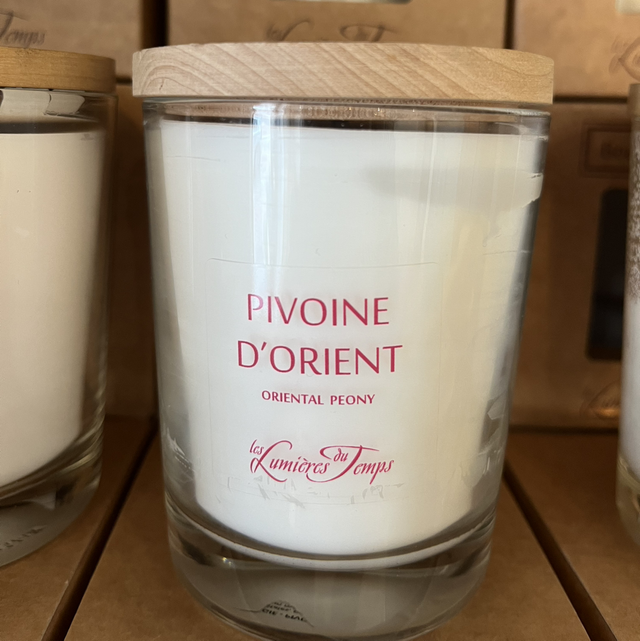 PIVOINE
D'ORIENT
ORIENTAL PEONY
les Lumières du Temps